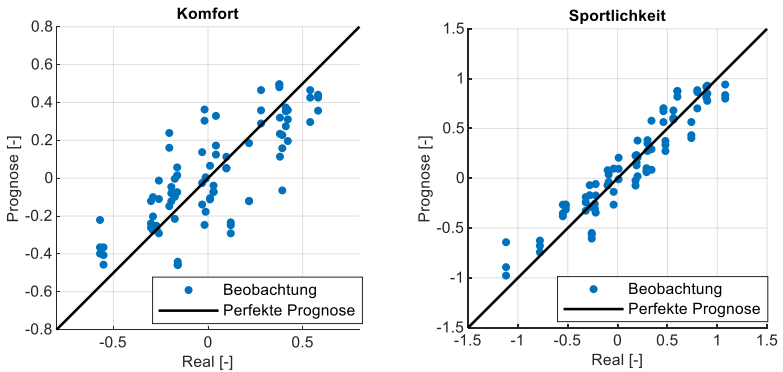 Komfort
0.8
0.6
0.4
0.2
0
-0.2
-0.4
-0.6
-0.8
-0.5
0
0.5
Prognose [-]
Real [-]
Beobachtung
Perfekte Prognose
Sportlichkeit
1.5
1
0.5
0
-0.5
-1
-1.5
-1.5
-1
-0.5
0
0.5
1
1.5
Prognose [-]
Real [-]
Beobachtung
Perfekte Prognose